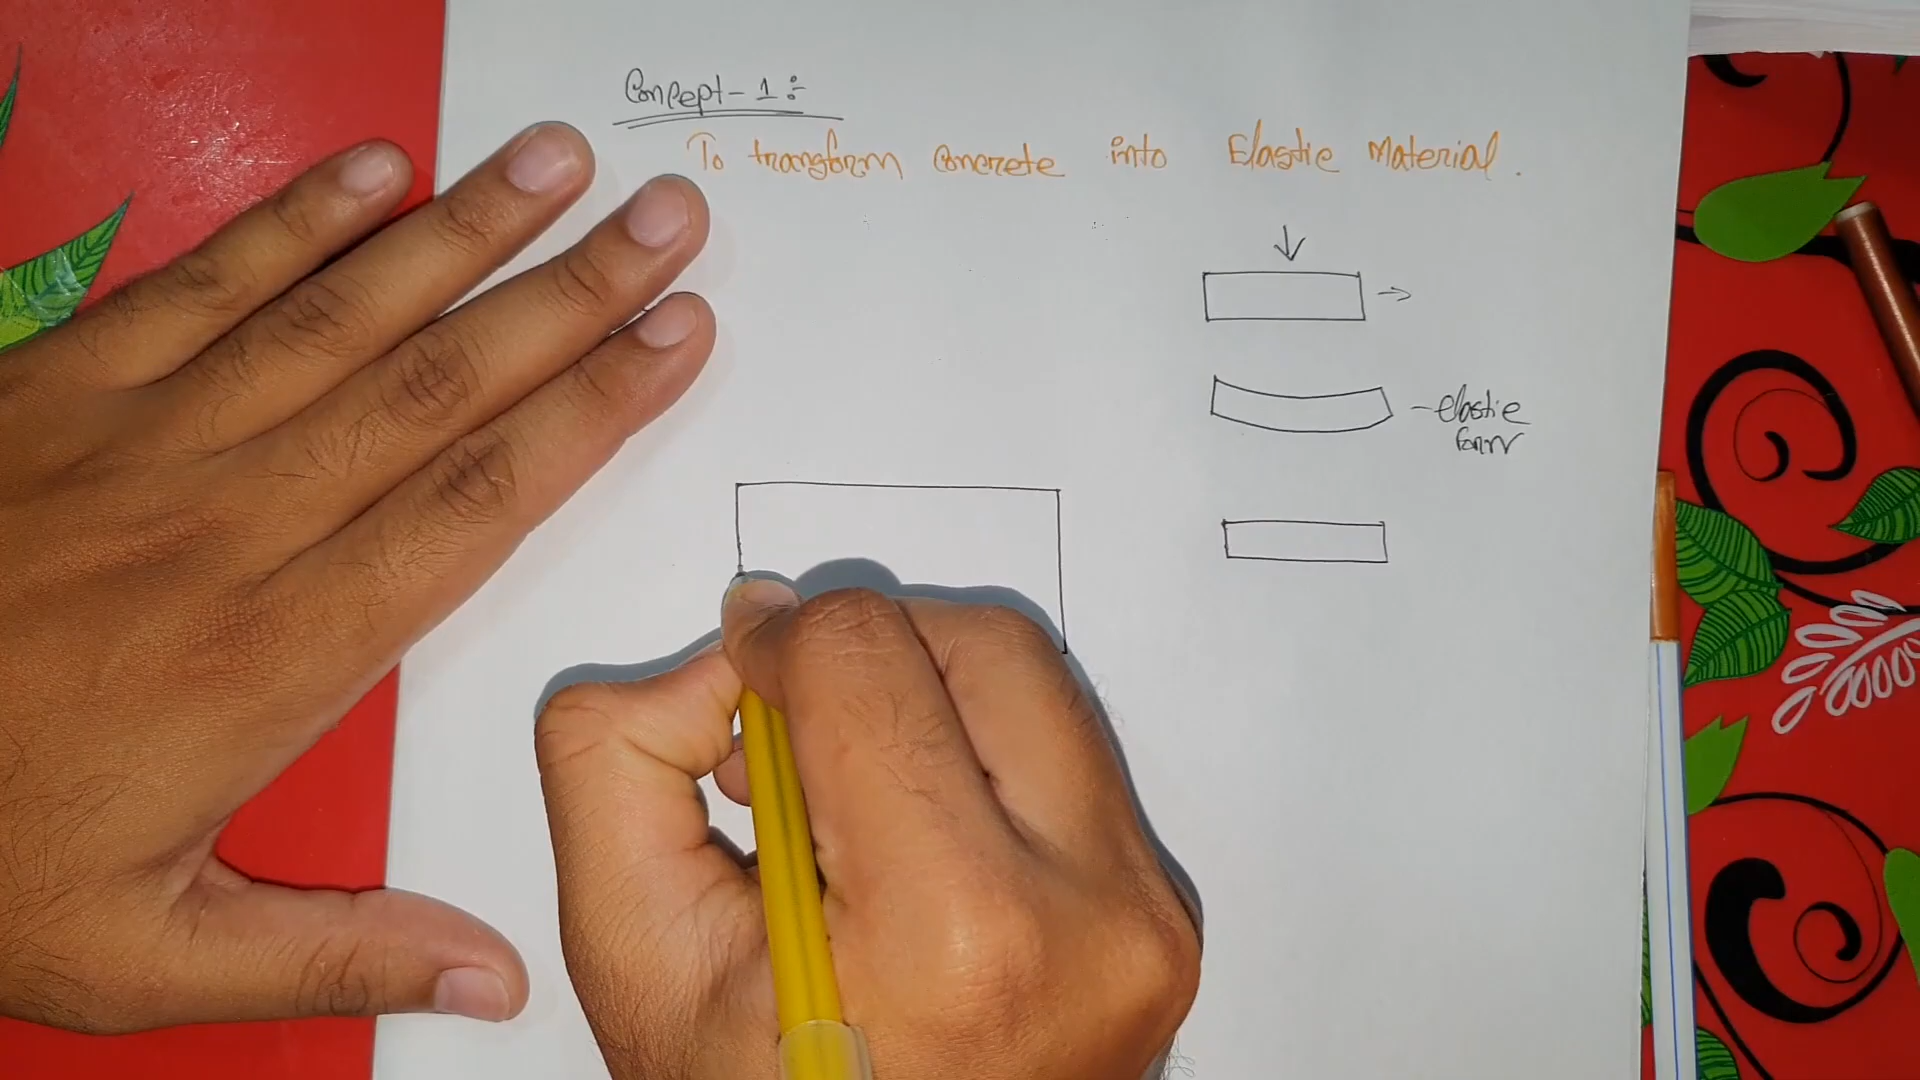 Concept - 1 :-
To transform concrete into Elastic Material.
- elastic
form